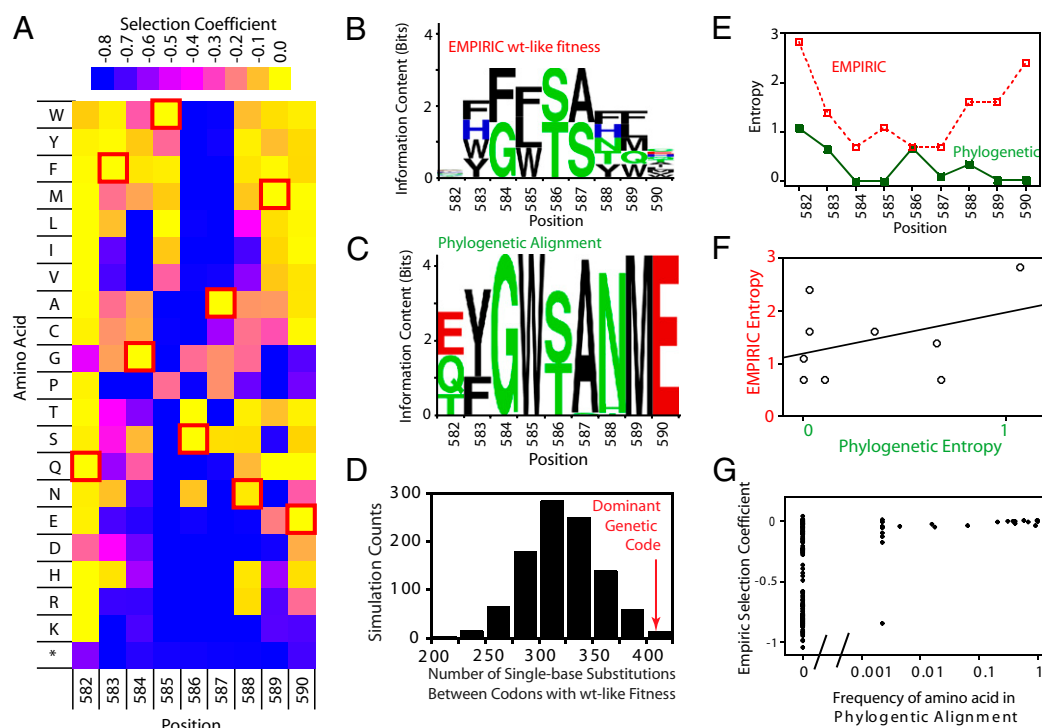 A
Selection Coefficient
-0.8
-0.7
-0.6
-0.5
-0.4
-0.3
-0.2
-0.1
0.0
Amino Acid
W
Y
F
M
L
I
V
A
C
G
P
T
S
Q
N
E
D
H
R
K
*
582
583
584
585
586
587
588
589
590
Position
B
EMPIRIC wt-like fitness
Information Content (Bits)
4
2
0
F
H
W
Y
F
G
F
L
W
S
T
A
S
F
H
N
T
Y
F
M
Q
W
582
583
584
585
586
587
588
589
590
Position
C
Phylogenetic Alignment
Information Content (Bits)
4
2
0
E
Q
T
Y
F
G
W
S
T
A
N
M
E
582
583
584
585
586
587
588
589
590
Position
D
Simulation Counts
300
200
100
0
Dominant
Genetic
Code
200
250
300
350
400
Number of Single-base Substitutions
Between Codons with wt-like Fitness
E
Entropy
3
2
1
0
EMPIRIC
Phylogenetic
582
583
584
585
586
587
588
589
590
Position
F
EMPIRIC Entropy
3
2
1
0
0
1
Phylogenetic Entropy
G
Empiric Selection Coefficient
0
-0.5
-1
0
0.001
0.01
0.1
1
Frequency of amino acid in
Phylogentic Alignment